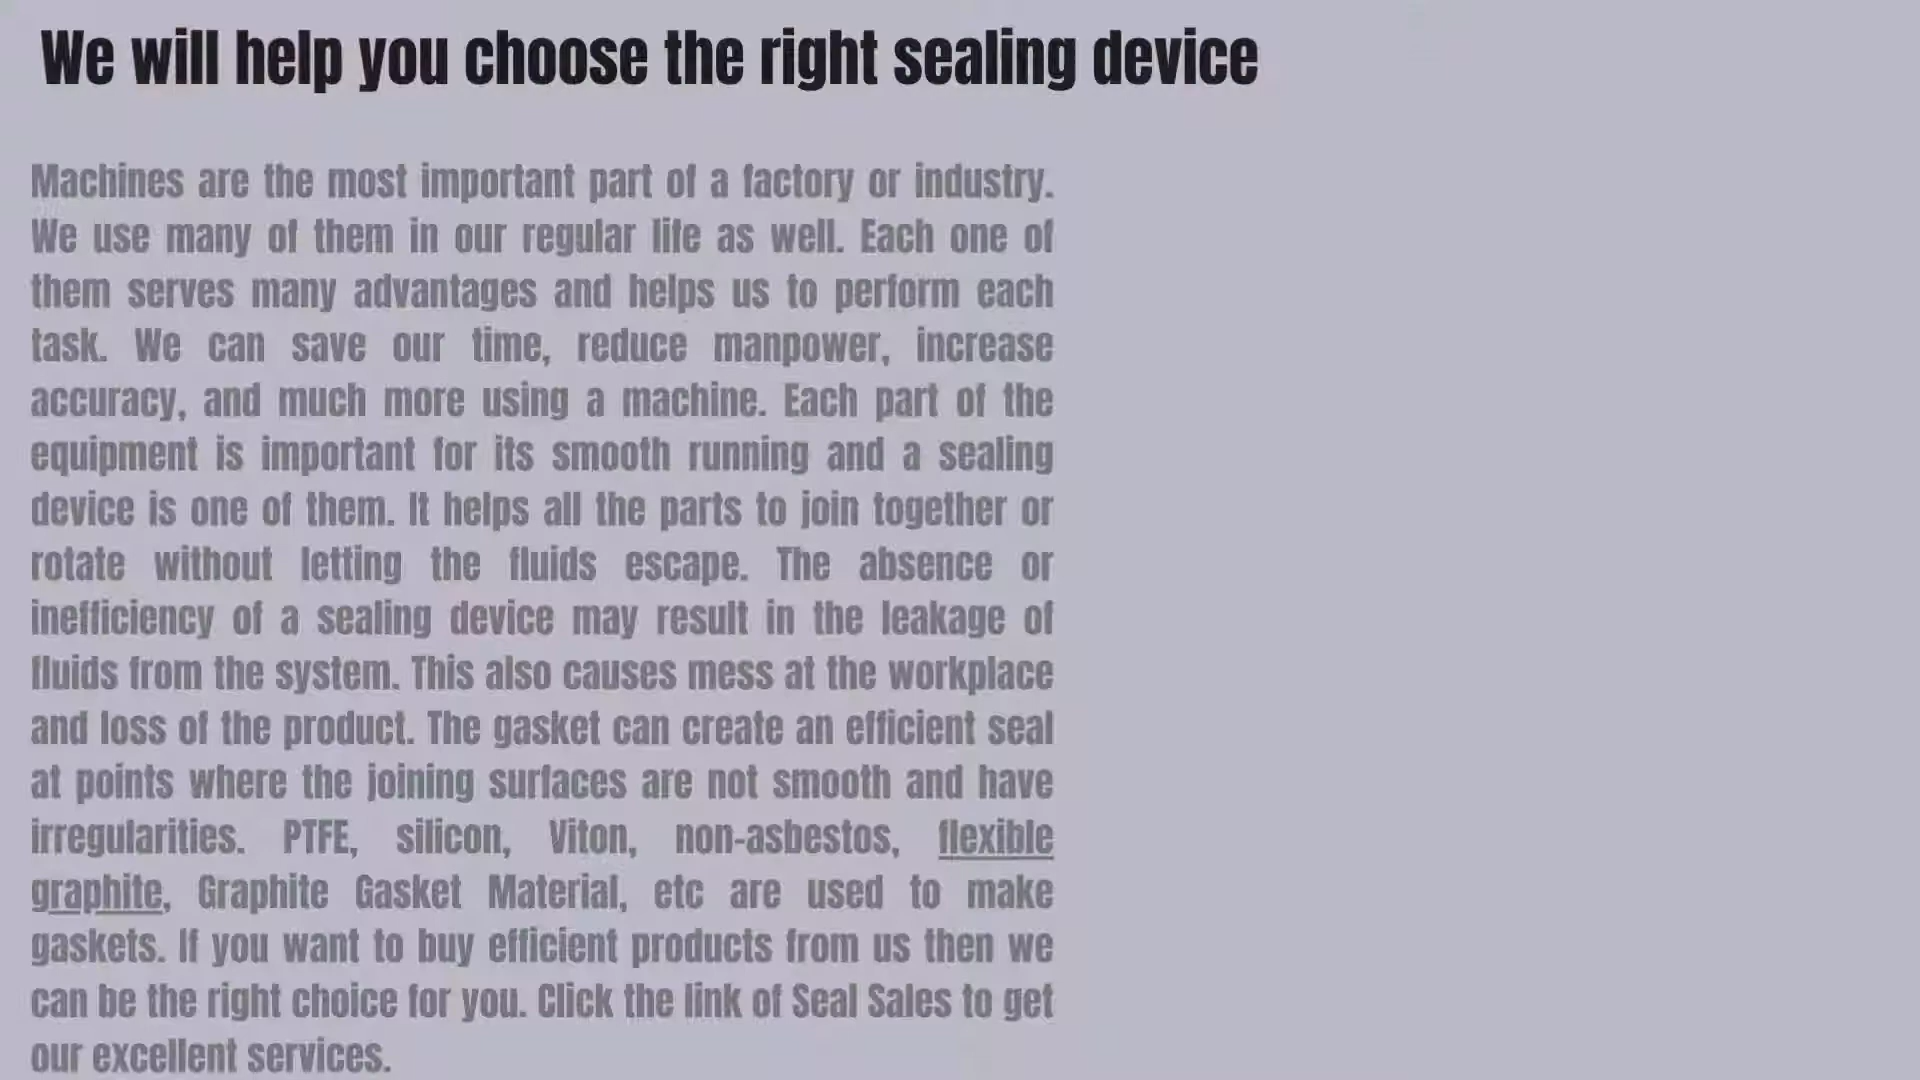 We will help you choose the right sealing device
Machines are the most important part of a factory or industry.
We use many of them in our regular life as well. Each one of
them serves many advantages and helps us to perform each
task. We can save our time, reduce manpower, increase
accuracy, and much more using a machine. Each part of the
equipment is important for its smooth running and a sealing
device is one of them. It helps all the parts to join together or
rotate without letting the fluids escape. The absence or
inefficiency of a sealing device may result in the leakage of
fluids from the system. This also causes mess at the workplace
and loss of the product. The gasket can create an efficient seal
at points where the joining surfaces are not smooth and have
irregularities. PTFE, silicon, Viton, non-asbestos, flexible
graphite, Graphite Gasket Material, etc are used to make
gaskets. If you want to buy efficient products from us then we
can be the right choice for you. Click the link of Seal Sales to get
our excellent services.